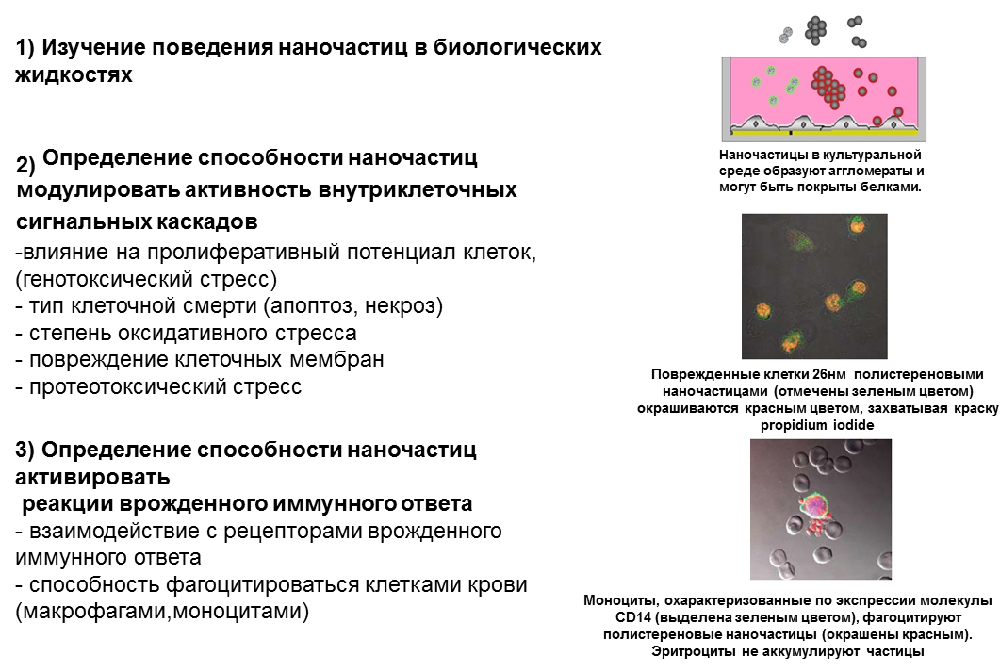 1) Изучение поведения наночастиц в биологических
жидкостях
Наночастицы в культуральной
среде образуют аггломераты и
могут быть покрыты белками.
2) Определение способности наночастиц
модулировать активность внутриклеточных
сигнальных каскадов
-влияние на пролиферативный потенциал клеток,
(генотоксический стресс)
- тип клеточной смерти (апоптоз, некроз)
- степень оксидативного стресса
- повреждение клеточных мембран
- протеотоксический стресс
Поврежденные клетки 26нм полистереновыми
наночастицами (отмечены зеленым цветом)
окрашиваются красным цветом, захватывая краску
propidium iodide
3) Определение способности наночастиц
активировать
реакции врожденного иммунного ответа
- взаимодействие с рецепторами врожденного
иммунного ответа
- способность фагоцитироваться клетками крови
(макрофагами,моноцитами)
Моноциты, охарактеризованные по экспрессии молекулы
CD14 (выделена зеленым цветом), фагоцитируют
полистереновые наночастицы (окрашены красным).
Эритроциты не аккумулируют частицы